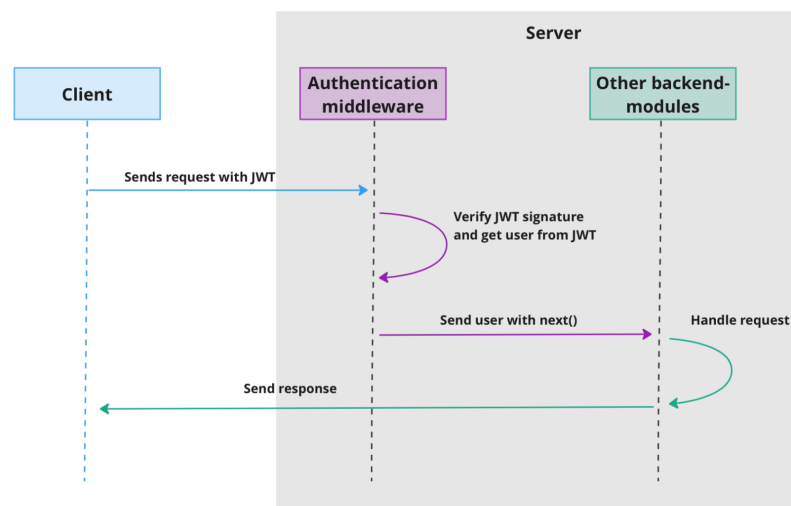 Server
Client
Authentication
middleware
Other backend-
modules
Sends request with JWT
Verify JWT signature
and get user from JWT
Send user with next()
Handle request
Send response